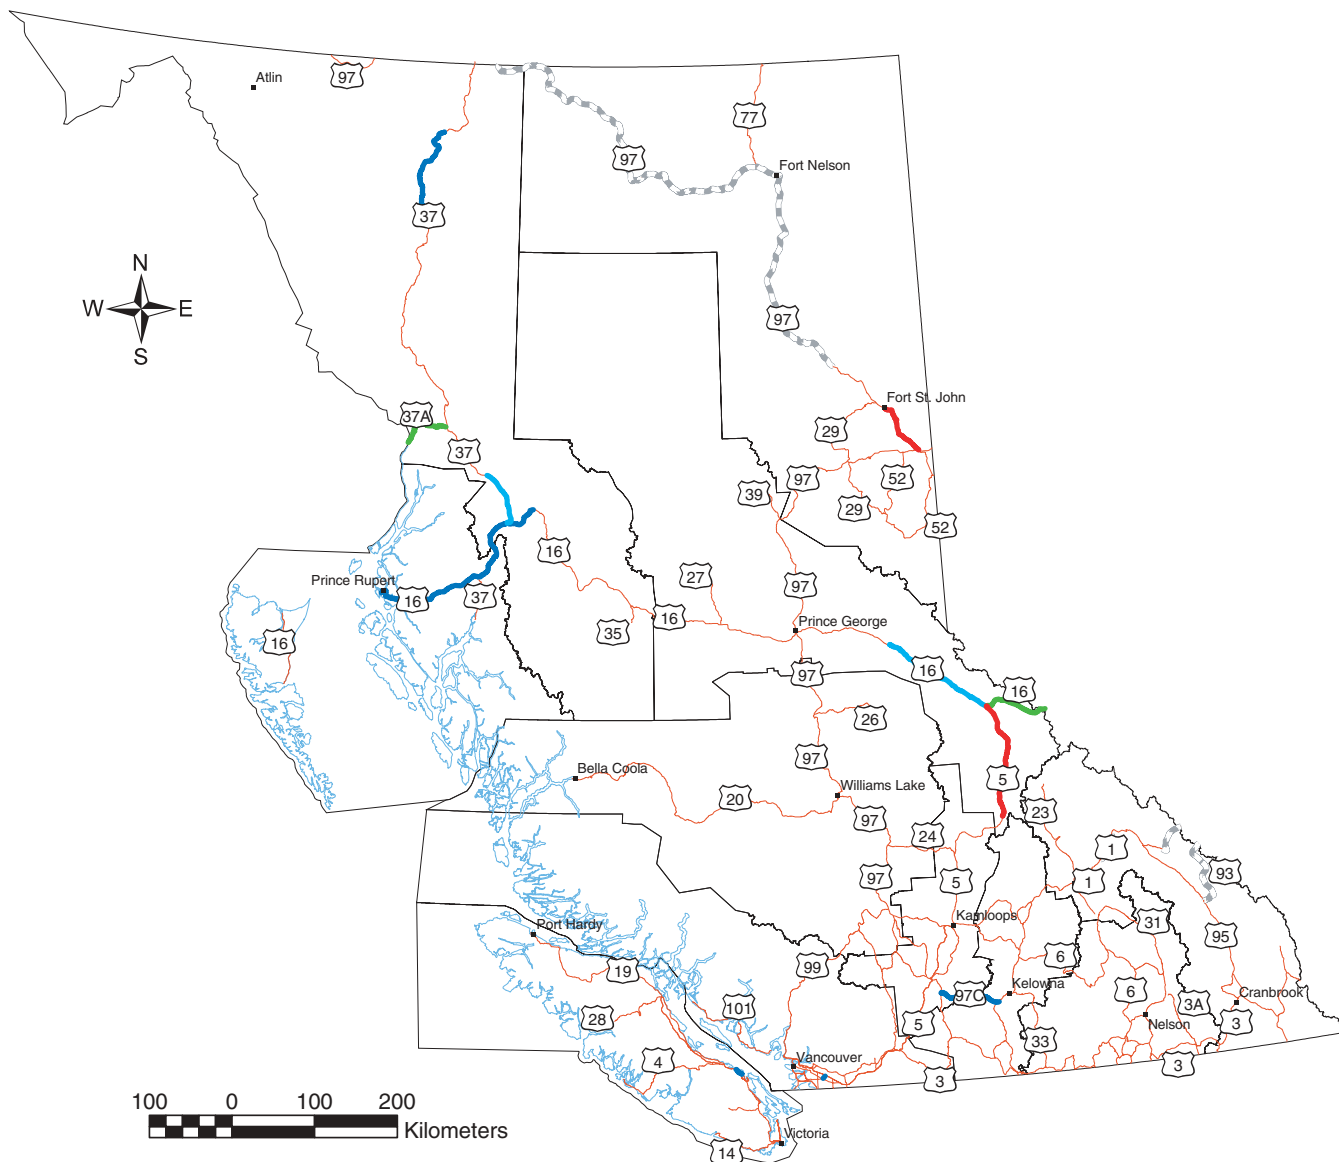 Atlin
97
77
97
Fort Nelson
37
N
W E
S
97
Fort St. John
37A
29
37
97
52
39
29
52
16
27
97
Prince Rupert
16
37
16
35
Prince George
16
97
16
16
26
97
Bella Coola
5
20
Williams Lake
97
23
24
1
97
5
1
93
Kamloops
31
Port Hardy
95
99
6
19
97C
Kelowna
6
3A
Cranbrook
101
28
5
Nelson
3
33
4
Vancouver
3
3
100 0 100 200
Kilometers
Victoria
14